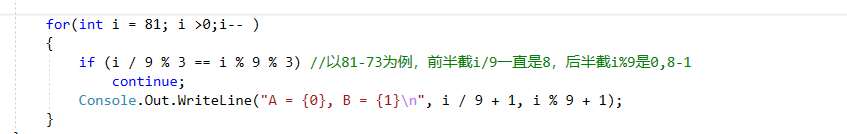 for(int i = 81; i >0;i-- )
{
if (i / 9 % 3 == i % 9 % 3) //以81-73为例，前半截i/9一直是8，后半截i%9是0,8-1
continue;
Console.Out.WriteLine("A = {0}, B = {1}\n", i / 9 + 1, i % 9 + 1);
}